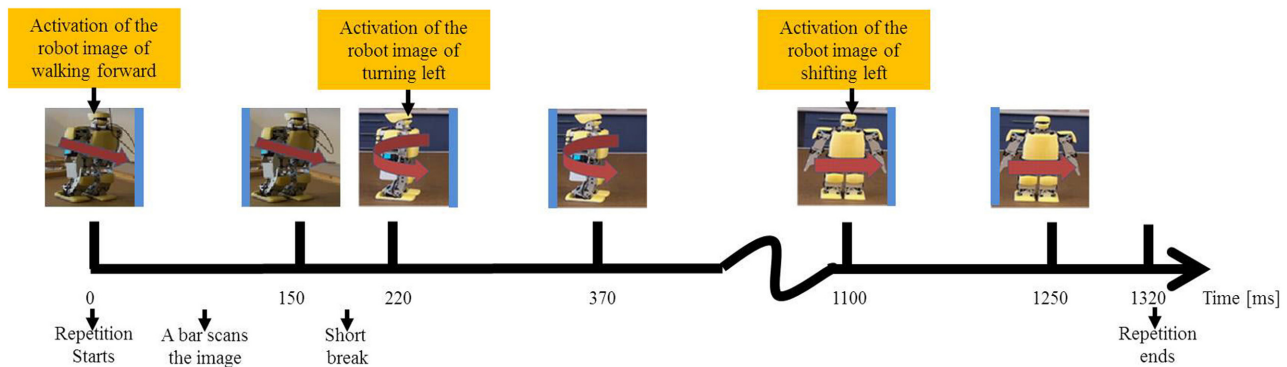 Activation of the
robot image of
walking forward
Activation of the
robot image of
turning left
Activation of the
robot image of
shifting left
0
150
220
370
1100
1250
1320
Time [ms]
Repetition
Starts
A bar scans
the image
Short
break
Repetition
ends